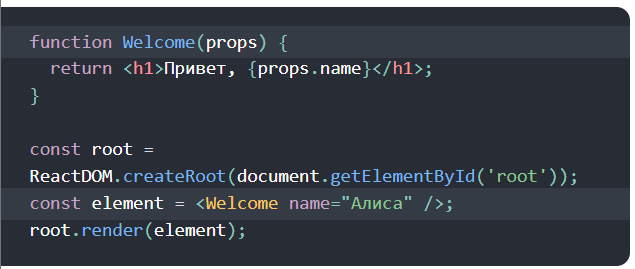 function Welcome(props) {
  return <h1>Привет, {props.name}</h1>;
}

const root =
ReactDOM.createRoot(document.getElementById('root'));
const element = <Welcome name="Алиса" />;
root.render(element);